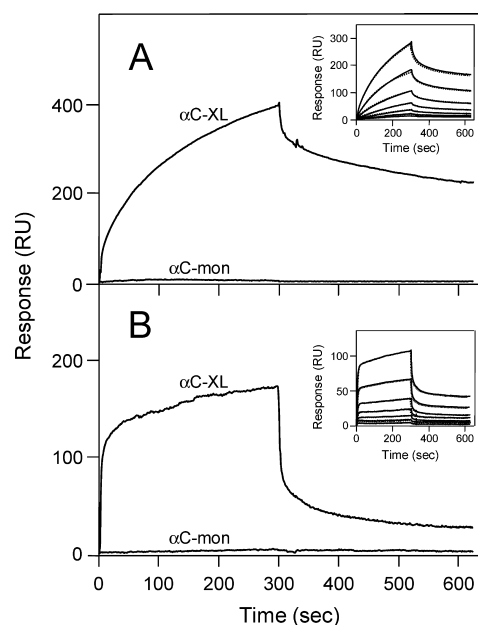 A
Response (RU)
400
200
0
αC-XL
αC-mon
Response (RU)
300
200
100
0
0 200 400 600
Time (sec)
B
200
100
0
αC-XL
αC-mon
Response (RU)
100
50
0
0 200 400 600
Time (sec)
0 100 200 300 400 500 600
Time (sec)